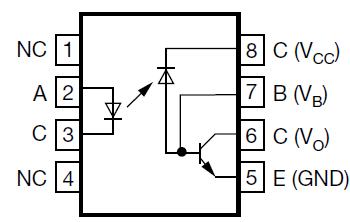 NC 1 8 C (VCC)
A 2 7 B (VB)
C 3 6 C (VO)
NC 4 5 E (GND)